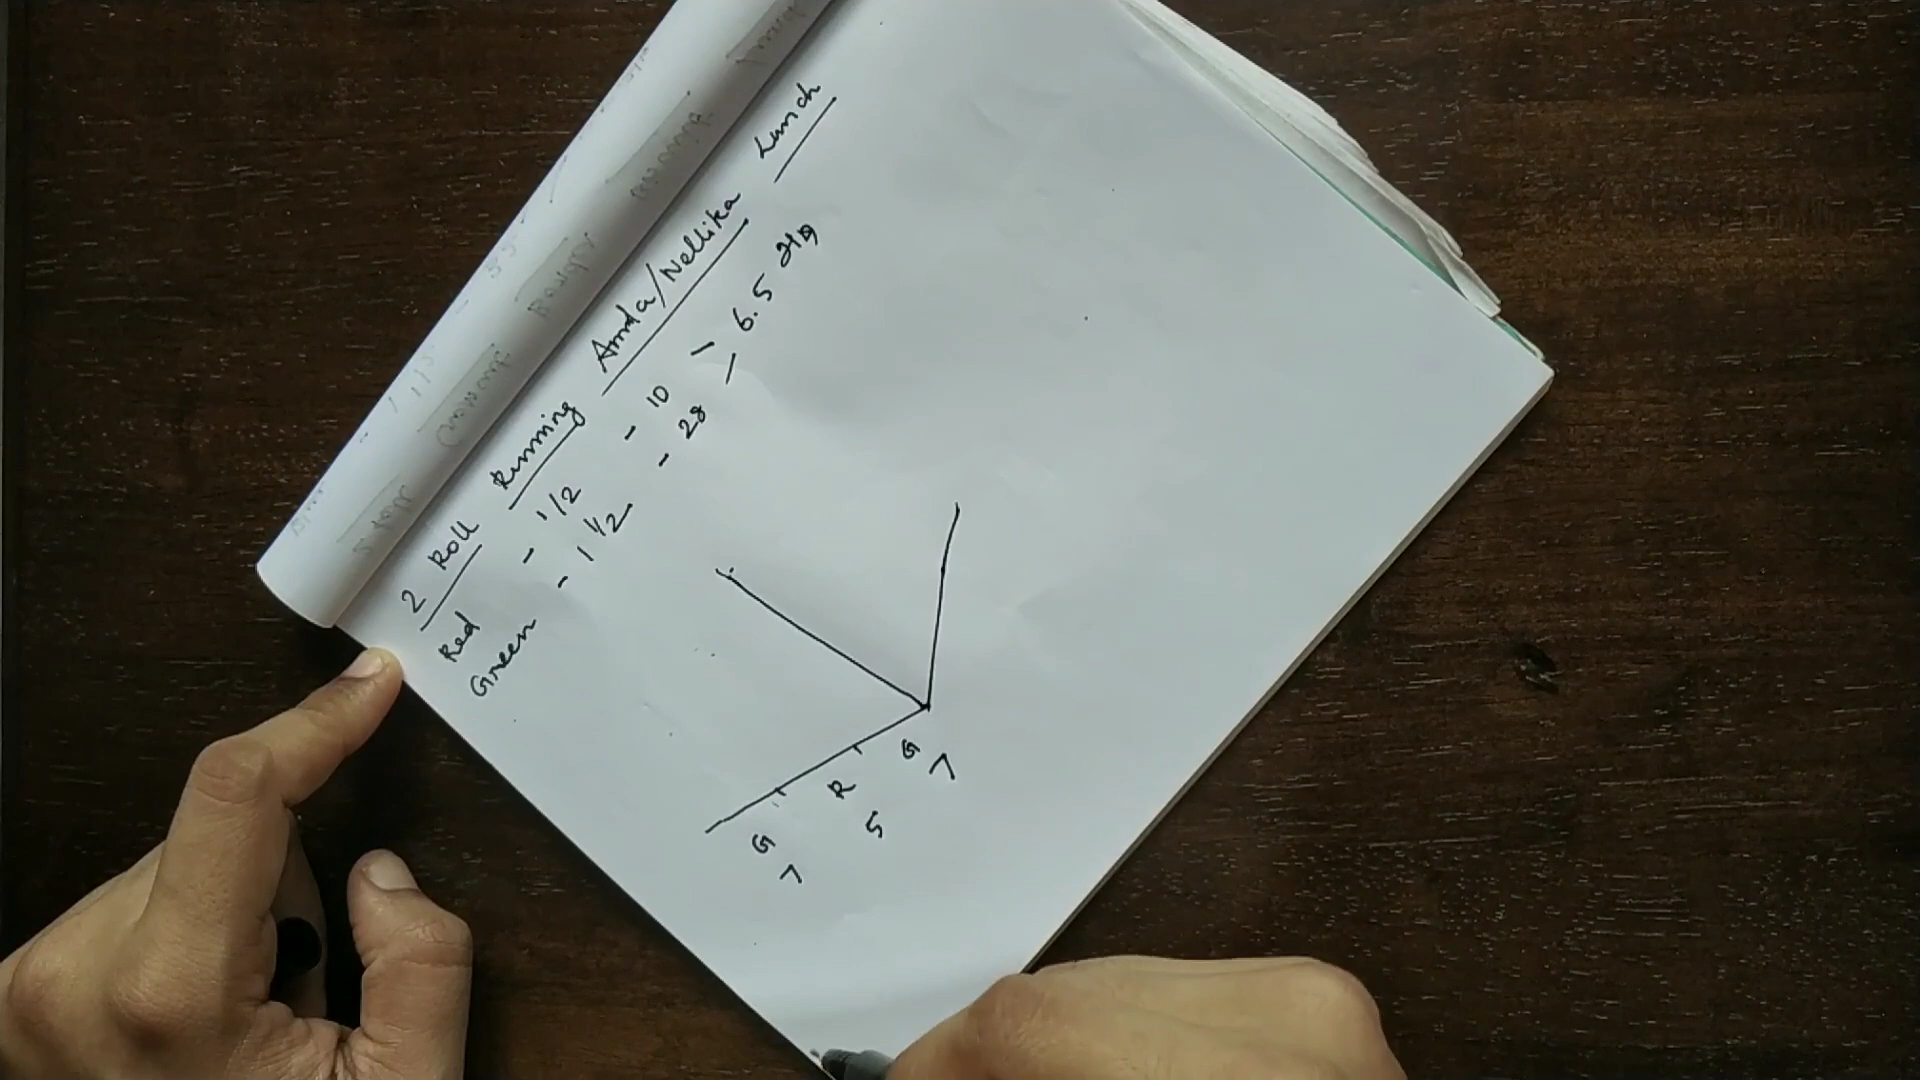 2 Roll Running Amla/Nellika Lunch
Red - 1/2 - 10
Green - 1 1/2 - 28
6.5
G R G
7 5 7